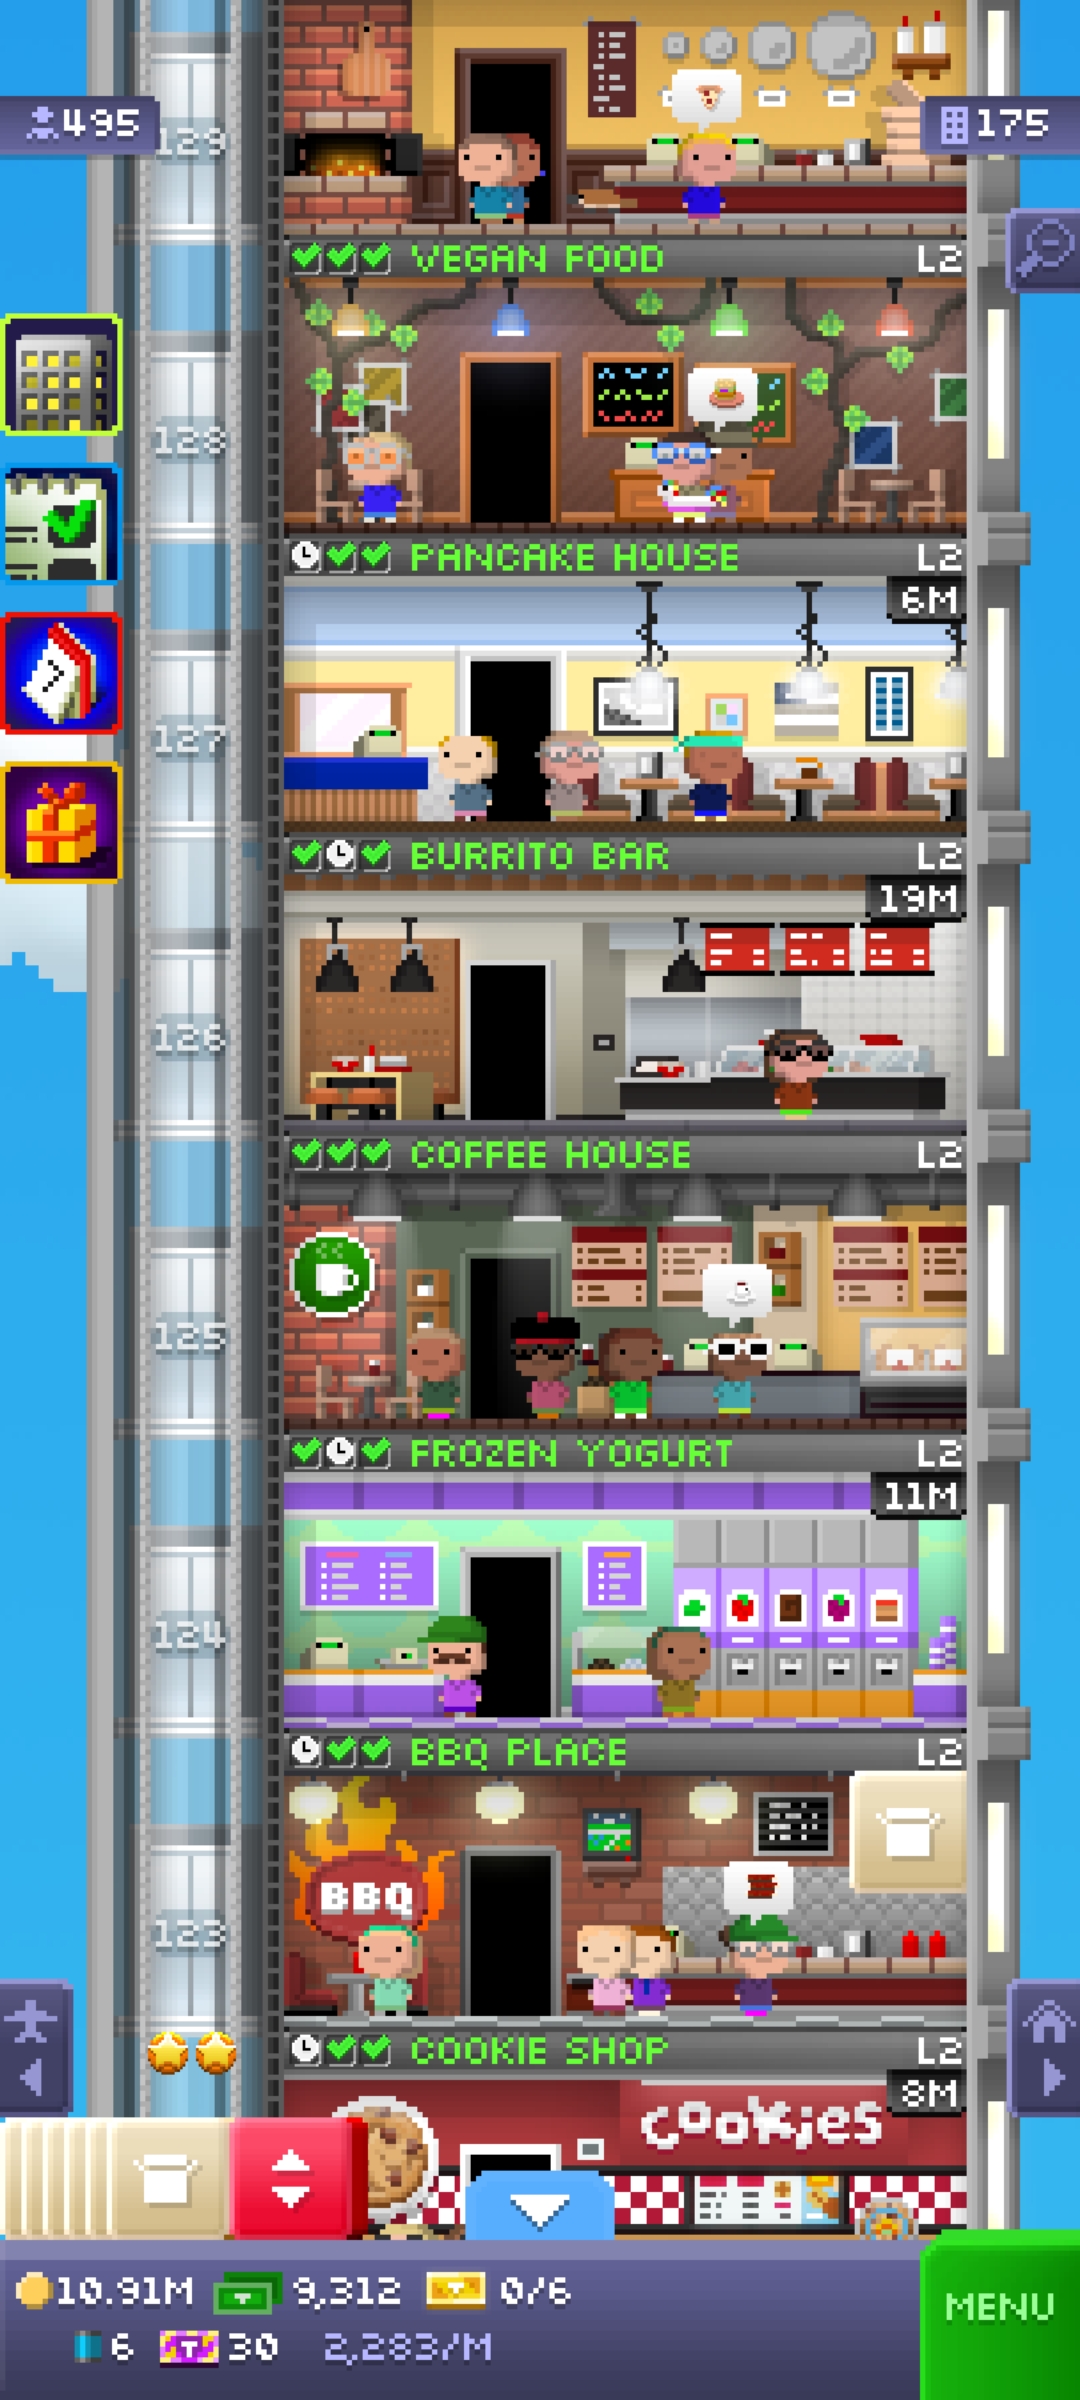 129
495
175
VEGAN FOOD L2
128
PANCAKE HOUSE L2
6M
7
127
BURRITO BAR L2
19M
126
COFFEE HOUSE L2
125
FROZEN YOGURT L2
11M
124
BBQ PLACE L2
BBQ
123
COOKIE SHOP L2
8M
cookies
10.91M 9,312 0/6
MENU
6 T 30 2,283/M